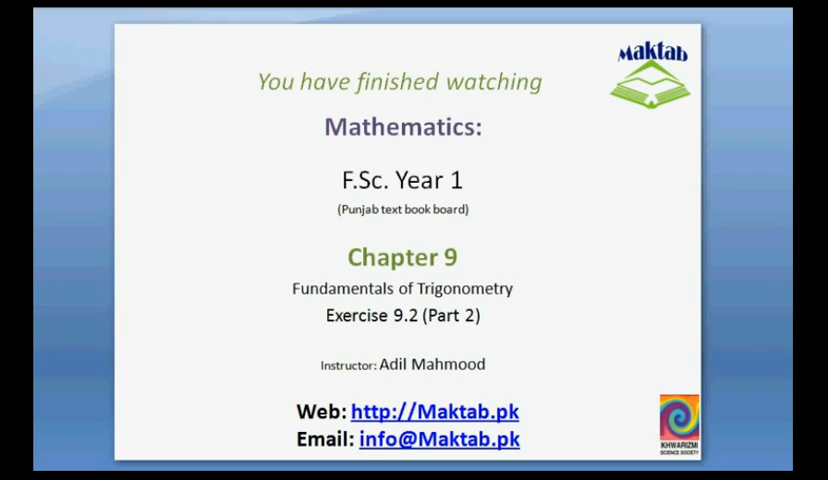 Maktab
You have finished watching
Mathematics:
F.Sc. Year 1
(Punjab text book board)
Chapter 9
Fundamentals of Trigonometry
Exercise 9.2 (Part 2)
Instructor: Adil Mahmood
Web: http://Maktab.pk
Email: info@Maktab.pk
KHWARIZMI
SCIENCE SOCIETY